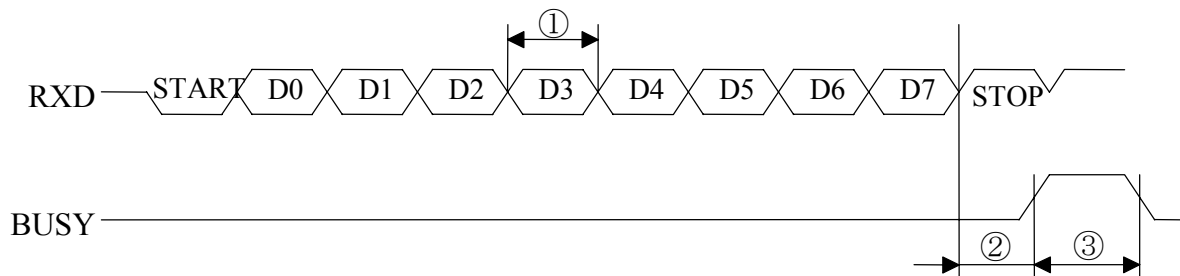 ①
RXD START D0 D1 D2 D3 D4 D5 D6 D7 STOP
BUSY
② ③